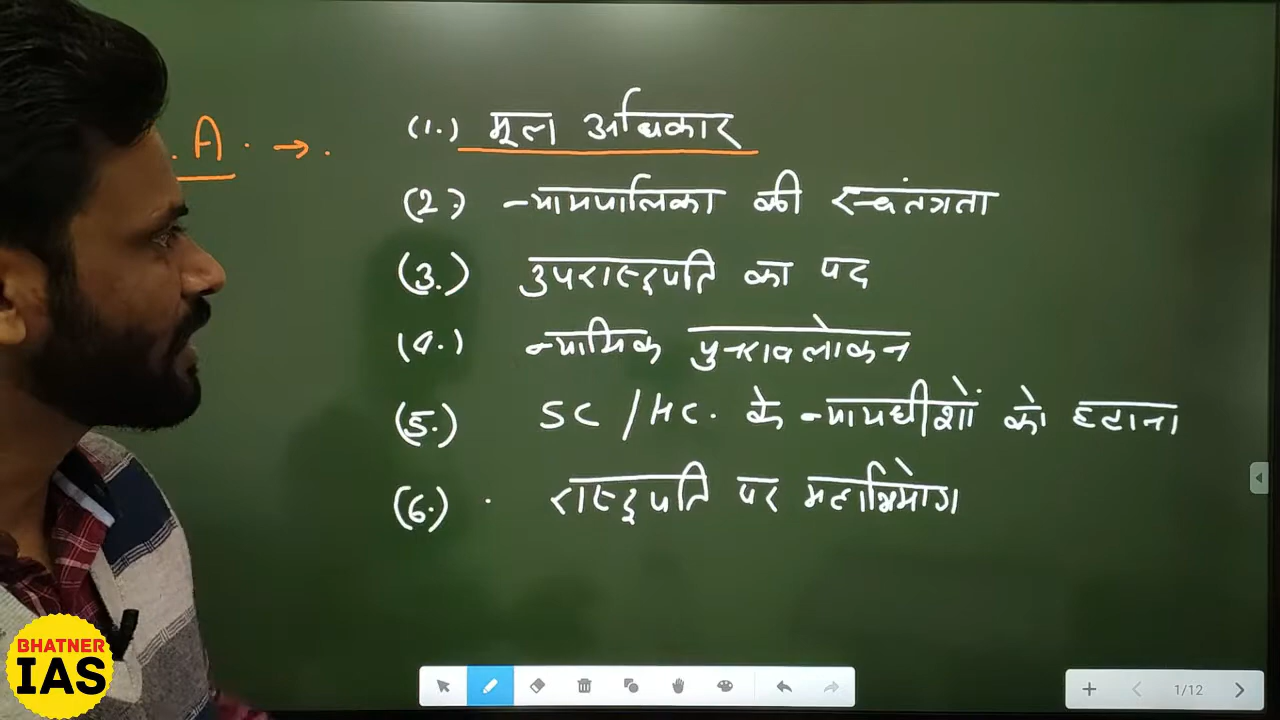 . A . → .
(1.) मूल अधिकार
(2.) न्यायपालिका की स्वतंत्रता
(3.) उपराष्ट्रपति का पद
(4.) न्यायिक पुनरावलोकन
(5.) SC/HC. के न्यायधीशों को हटाना
(6.) राष्ट्रपति पर महाभियोग
BHATNER
IAS
1/12